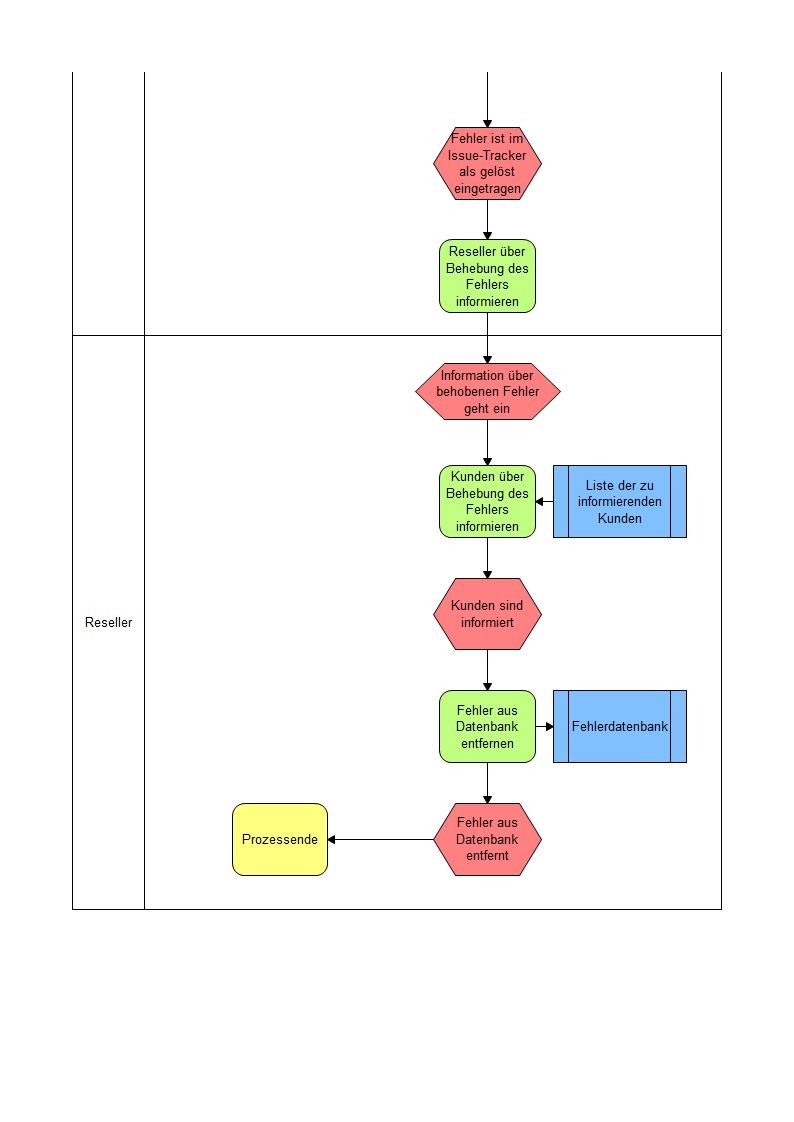 Fehler ist im
Issue-Tracker
als gelöst
eingetragen
Reseller über
Behebung des
Fehlers
informieren
Information über
behobenen Fehler
geht ein
Kunden über
Behebung des
Fehlers
informieren
Liste der zu
informierenden
Kunden
Kunden sind
informiert
Reseller
Fehler aus
Datenbank
entfernen
Fehlerdatenbank
Fehler aus
Datenbank
entfernt
Prozessende